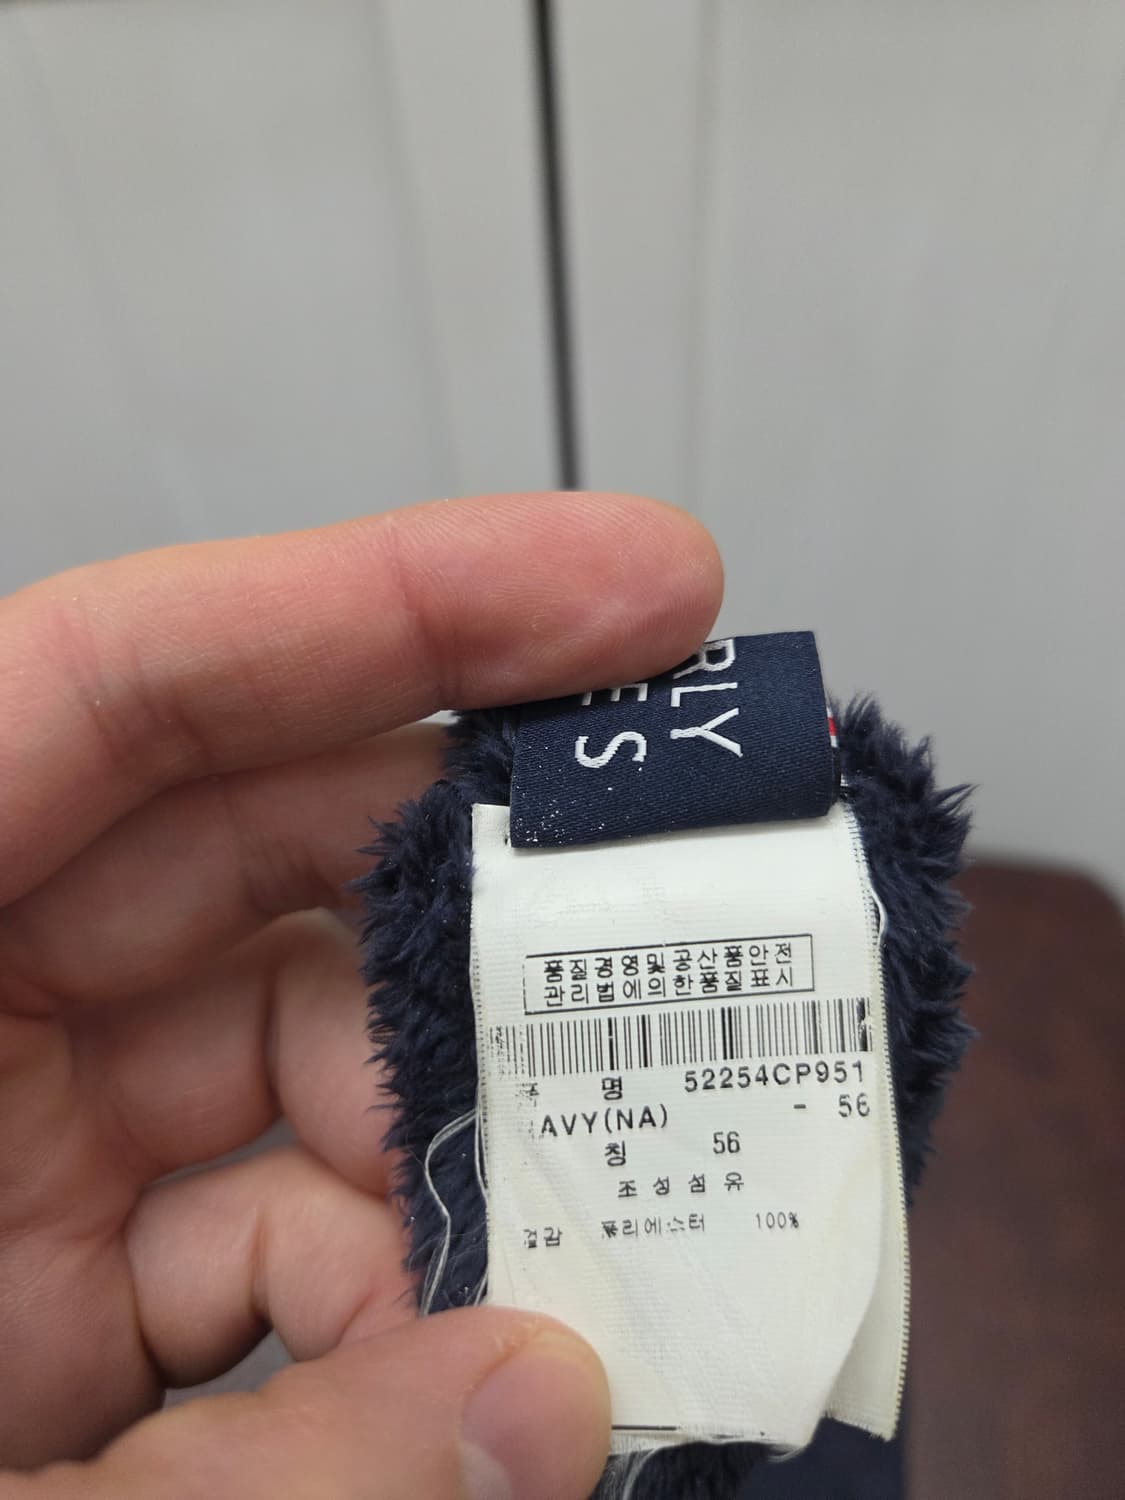 RLY
ES
품질경영및공산품안전
관리법에의한품질표시
품 명 52254CP951
AVY(NA) - 56
칭 56
조성섬유
겉감 폴리에스터 100%